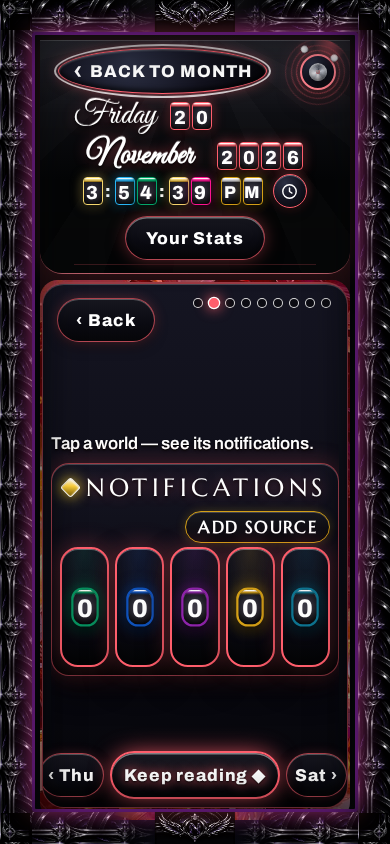 ‹ BACK TO MONTH
Friday 20
November 2026
3:54:39 PM
Your Stats
‹ Back
Tap a world — see its notifications.
NOTIFICATIONS
ADD SOURCE
0 0 0 0 0
‹ Thu Keep reading ◆ Sat ›